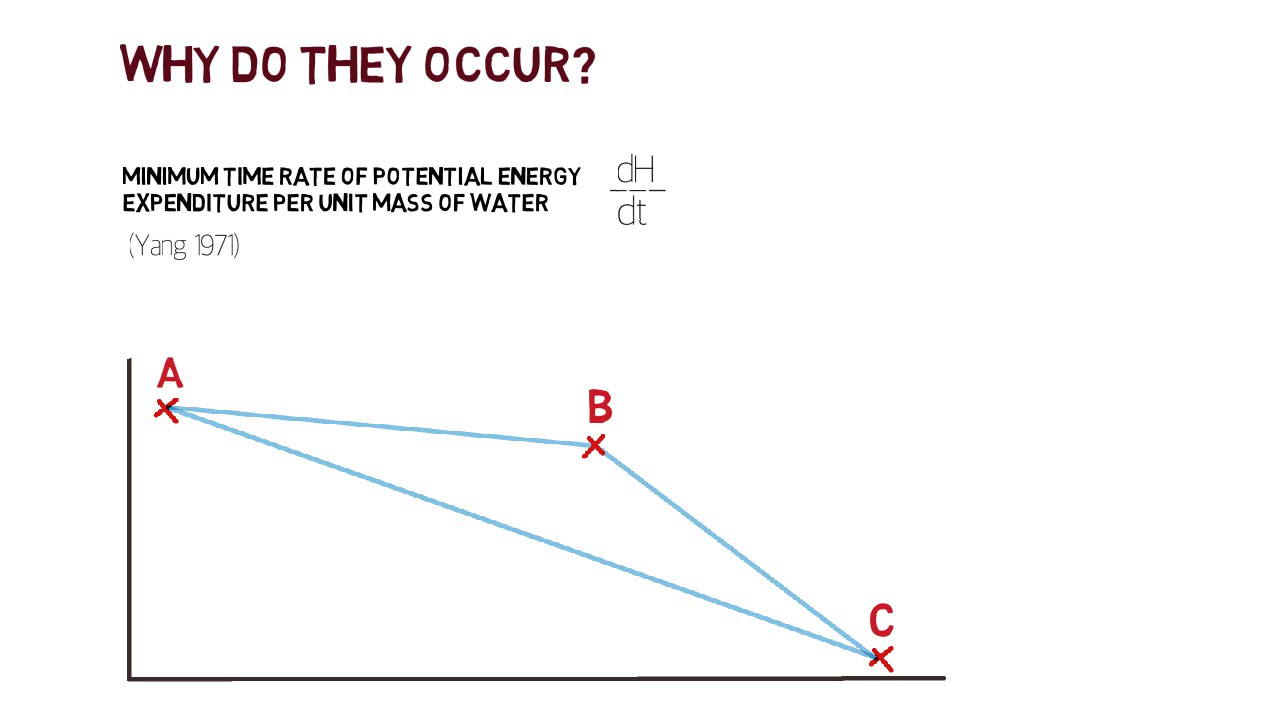 WHY DO THEY OCCUR?
MINIMUM TIME RATE OF POTENTIAL ENERGY
EXPENDITURE PER UNIT MASS OF WATER
dH
dt
(Yang 1971)
A
B
C